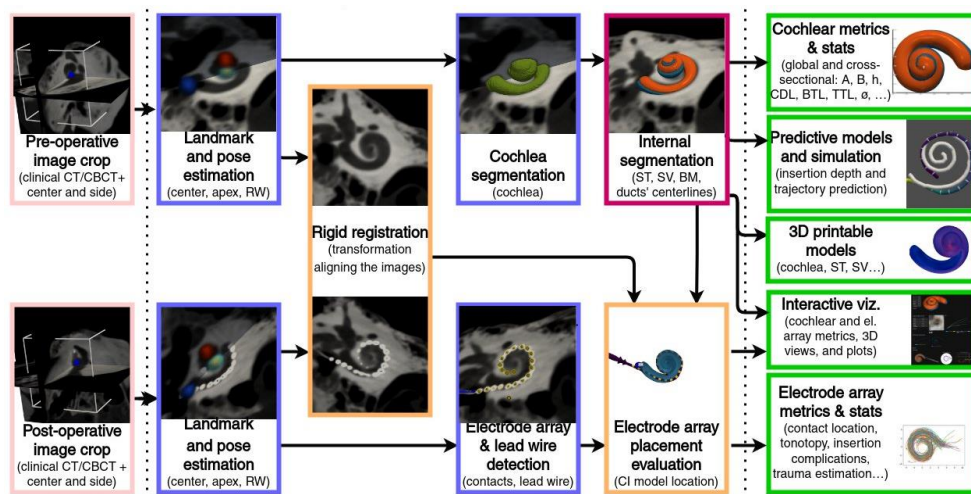 Pre-operative
image crop
(clinical CT/CBCT+
center and side)
Landmark
and pose
estimation
(center, apex, RW)
Cochlea
segmentation
(cochlea)
Internal
segmentation
(ST, SV, BM,
ducts' centerlines)
Cochlear metrics
& stats
(global and cross-
sectional: A, B, h,
CDL, BTL, TTL, ø, …)
Predictive models
and simulation
(insertion depth and
trajectory prediction)
Rigid registration
(transformation
aligning the images)
3D printable
models
(cochlea, ST, SV…)
Interactive viz.
(cochlear and el.
array metrics, 3D
views, and plots)
Post-operative
image crop
(clinical CT/CBCT +
center and side)
Landmark
and pose
estimation
(center, apex, RW)
Electrode array
& lead wire
detection
(contacts, lead wire)
Electrode array
placement
evaluation
(CI model location)
Electrode array
metrics & stats
(contact location,
tonotopy, insertion
complications,
trauma estimation…)